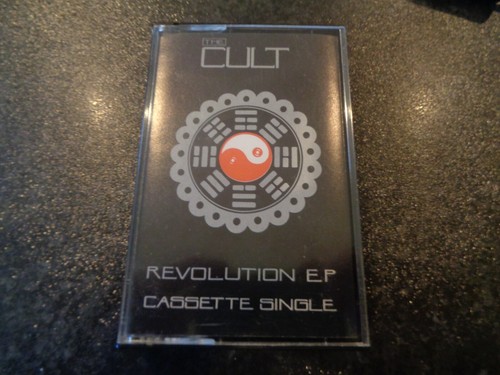 THE
CULT
REVOLUTION E.P
CASSETTE SINGLE